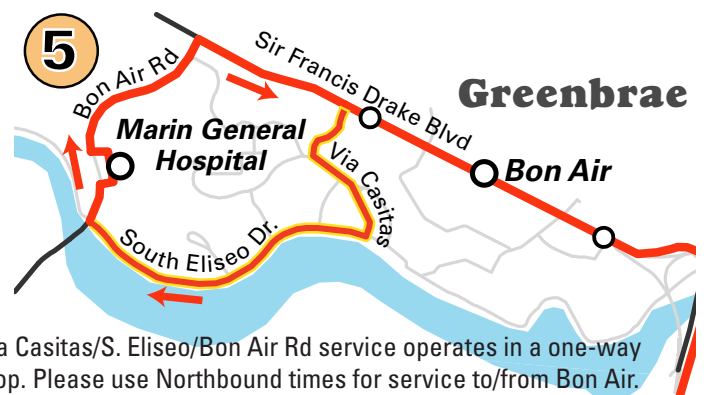 5
Bon Air Rd
Sir Francis Drake Blvd
Greenbrae
Marin General
Hospital
Via Casitas
Bon Air
South Eliseo Dr.
a Casitas/S. Eliseo/Bon Air Rd service operates in a one-way
op. Please use Northbound times for service to/from Bon Air.